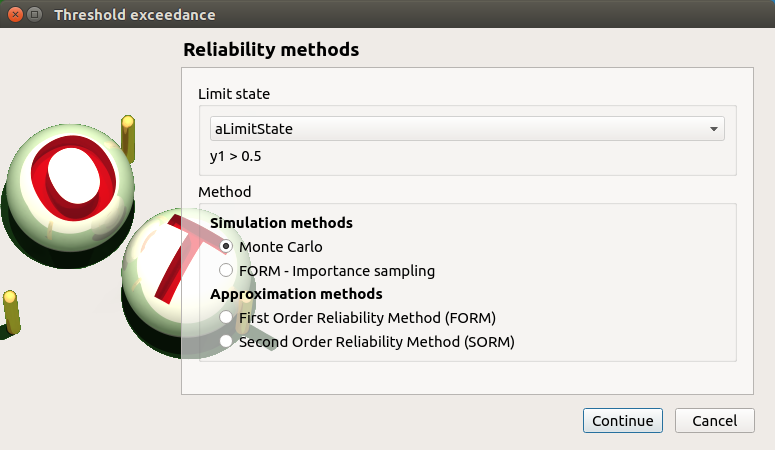 Threshold exceedance
Reliability methods
Limit state
aLimitState
y1 > 0.5
Method
Simulation methods
Monte Carlo
FORM - Importance sampling
Approximation methods
First Order Reliability Method (FORM)
Second Order Reliability Method (SORM)
Continue
Cancel
O
T